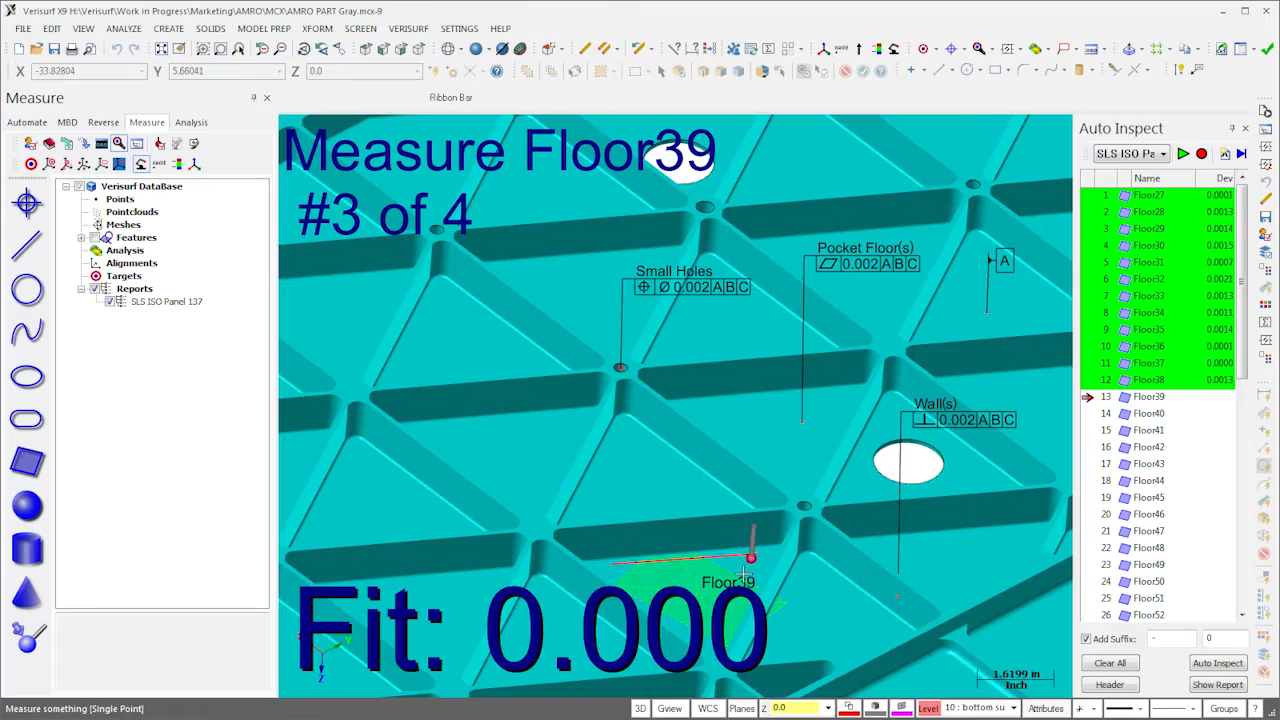 Verisurf X9 H:\Verisurf\Work in Progress\Marketing\AMRO\MCX\AMRO PART Gray.mcx-9
FILE EDIT VIEW ANALYZE CREATE SOLIDS MODEL PREP XFORM SCREEN VERISURF SETTINGS HELP
X -33.82804 Y 5.66041 Z 0.0
Measure
Ribbon Bar
Automate MBD Reverse Measure Analysis
Verisurf DataBase
Points
Pointclouds
Meshes
Features
Analysis
Alignments
Targets
Reports
SLS ISO Panel 137
Measure Floor39
#3 of 4
Small Holes
Ø 0.002 A B C
Pocket Floor(s)
0.002 A B C
A
Wall(s)
0.002 A B C
Floor39
Fit: 0.000
1.6199 in
Inch
Auto Inspect
SLS ISO Pa
Name Dev
1 Floor27 0.0001
2 Floor28 0.0013
3 Floor29 0.0014
4 Floor30 0.0015
5 Floor31 0.0007
6 Floor32 0.0021
7 Floor33 0.0013
8 Floor34 0.0011
9 Floor35 0.0014
10 Floor36 0.0001
11 Floor37 0.0000
12 Floor38 0.0013
13 Floor39
14 Floor40
15 Floor41
16 Floor42
17 Floor43
18 Floor44
19 Floor45
20 Floor46
21 Floor47
22 Floor48
23 Floor49
24 Floor50
25 Floor51
26 Floor52
Add Suffix: - 0
Clear All Auto Inspect
Header Show Report
Measure something [Single Point]
3D Gview WCS Planes Z 0.0 Level 10 : bottom su Attributes Groups ?